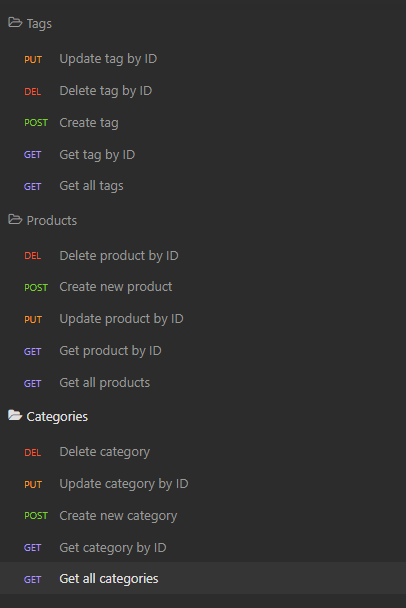 Tags
PUT Update tag by ID
DEL Delete tag by ID
POST Create tag
GET Get tag by ID
GET Get all tags
Products
DEL Delete product by ID
POST Create new product
PUT Update product by ID
GET Get product by ID
GET Get all products
Categories
DEL Delete category
PUT Update category by ID
POST Create new category
GET Get category by ID
GET Get all categories